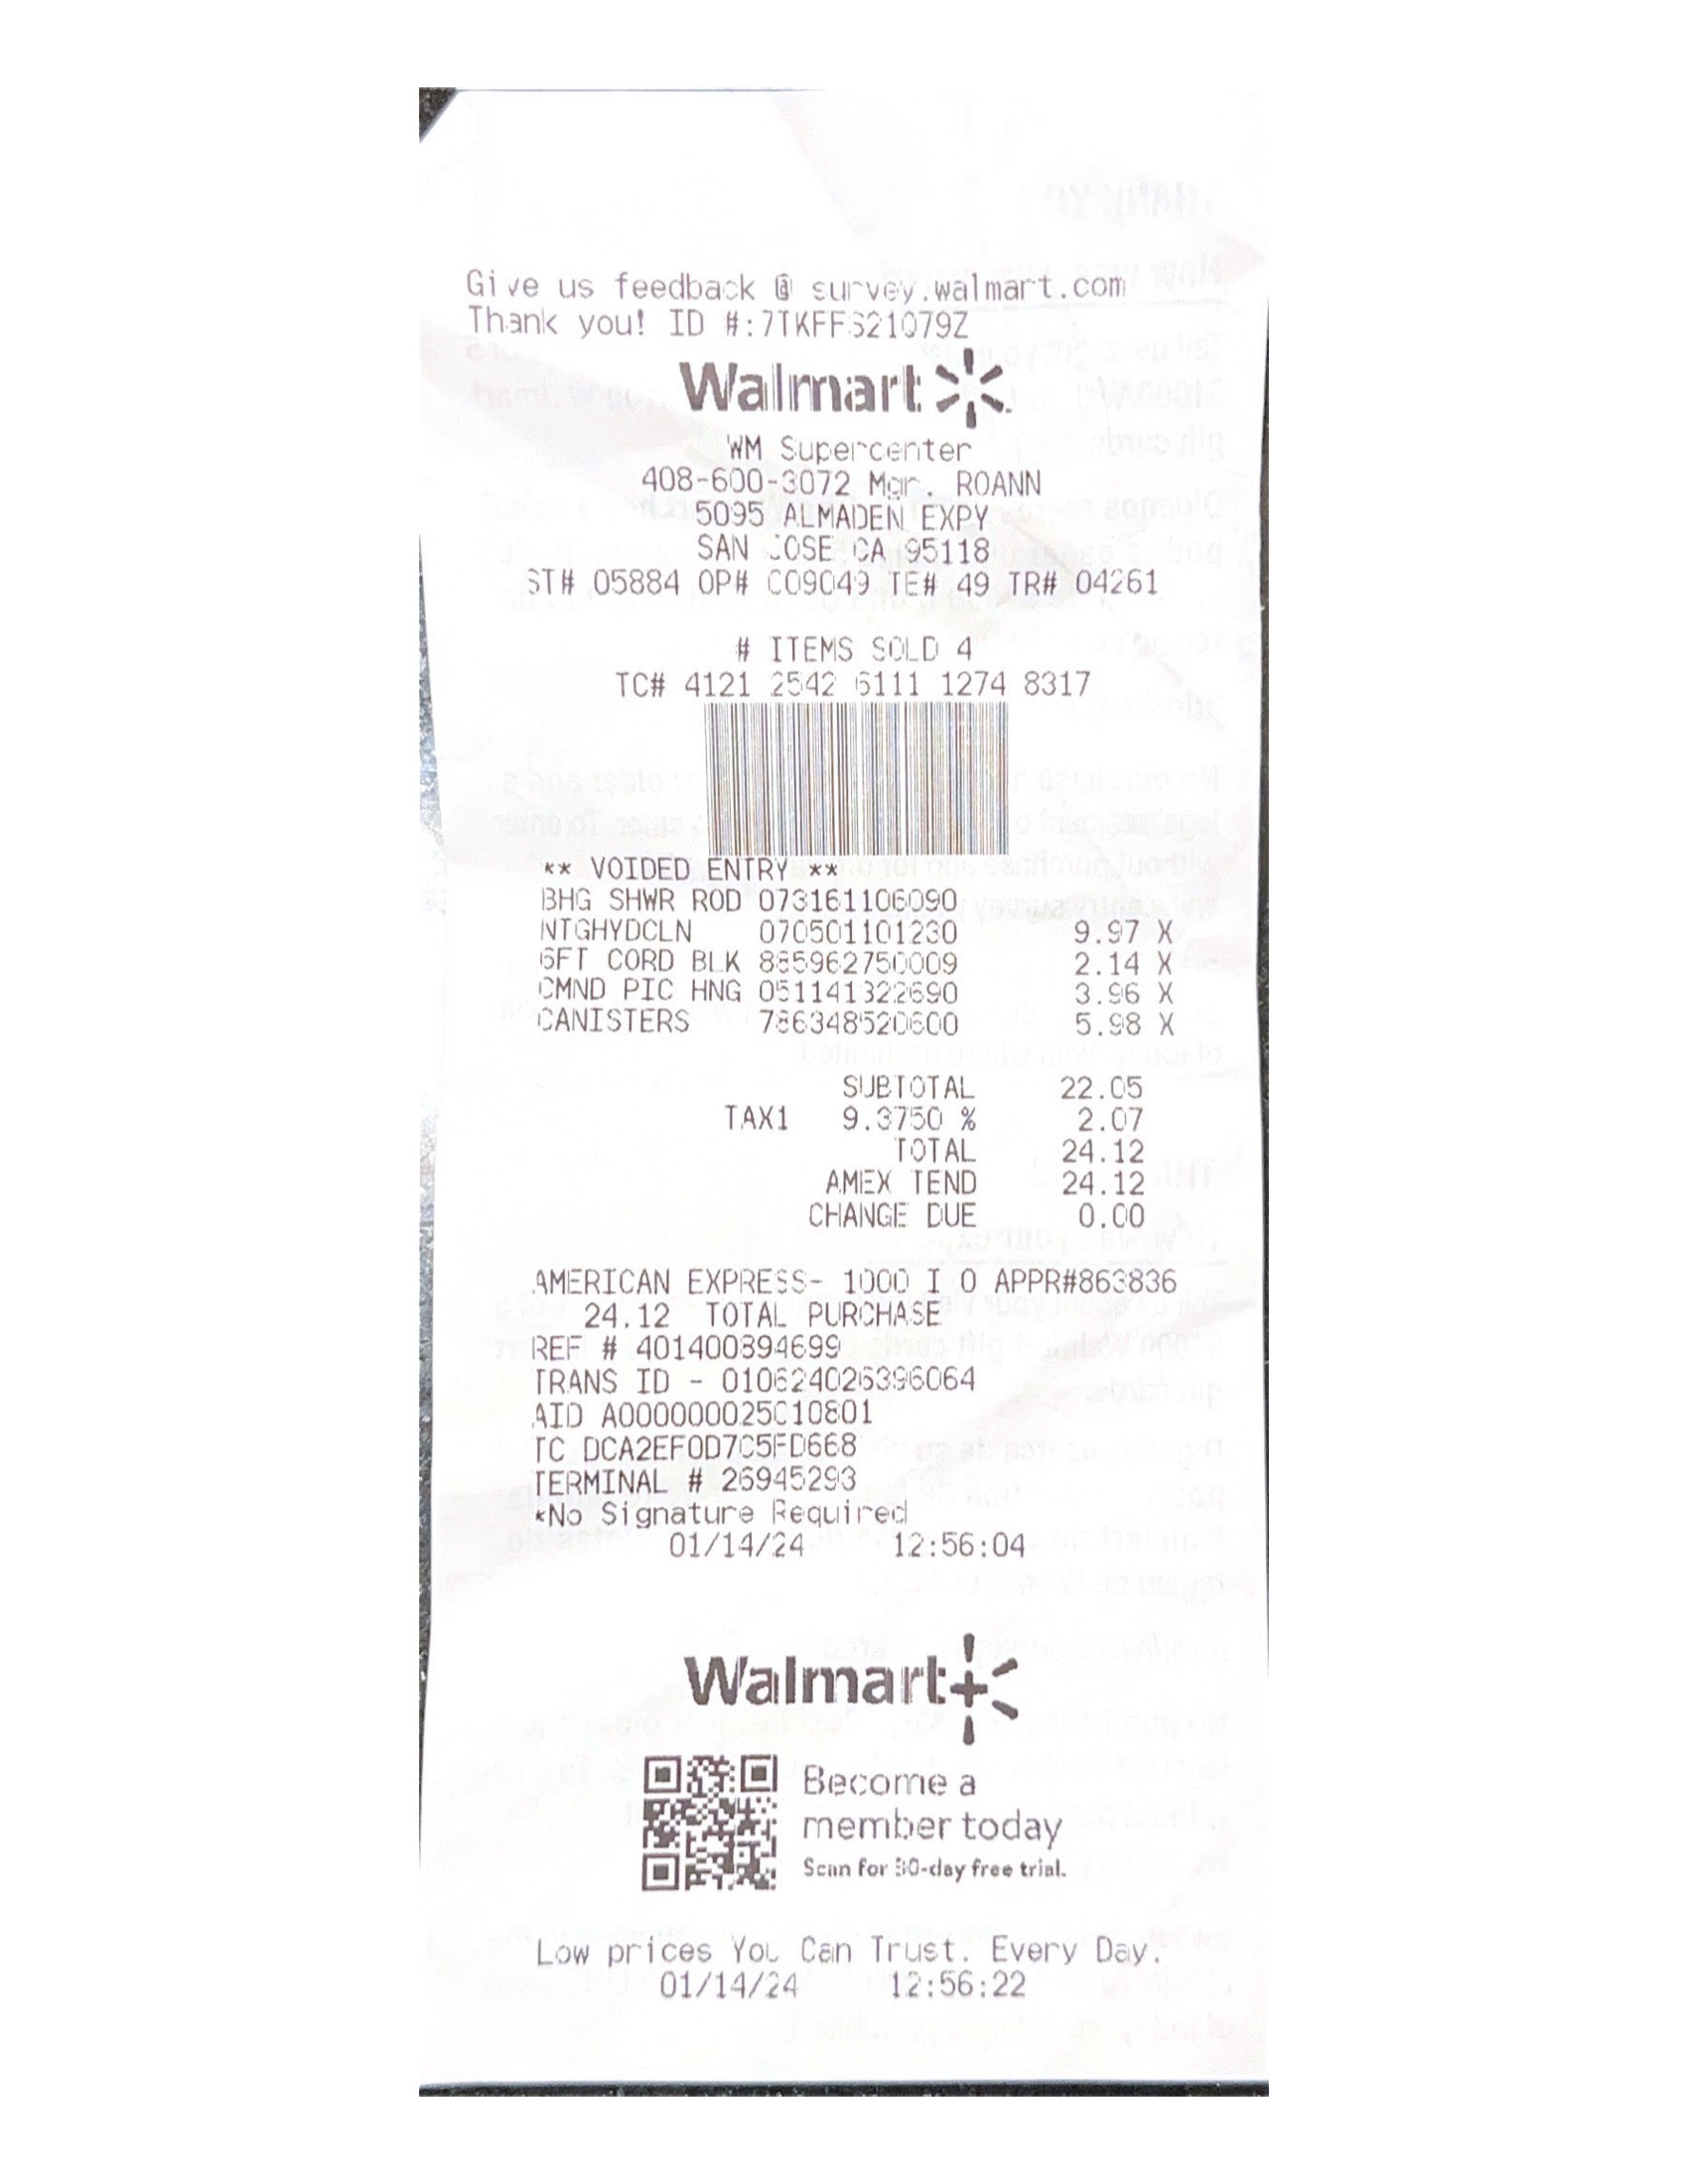 Give us feedback @ survey.walmart.com
Thank you! ID #:7TKFFS21Q79Z
Walmart
WM Supercenter
408-600-3072 Mgr. ROANN
5095 ALMADEN EXPY
SAN JOSE CA 95118
ST# 05884 OP# C09049 TE# 49 TR# 04261
# ITEMS SOLD 4
TC# 4121 2542 6111 1274 8317
** VOIDED ENTRY **
BHG SHWR ROD 073161106090
NTGHYDCLN 070501101230 9.97 X
6FT CORD BLK 885962750009 2.14 X
CMND PIC HNG 051141322690 3.96 X
CANISTERS 786348520600 5.98 X
SUBTOTAL 22.05
TAX1 9.3750 % 2.07
TOTAL 24.12
AMEX TEND 24.12
CHANGE DUE 0.00
AMERICAN EXPRESS- 1000 I 0 APPR#863836
24.12 TOTAL PURCHASE
REF # 401400894699
TRANS ID - 010624026396064
AID A000000025010801
TC DCA2EF0D7C5FD668
TERMINAL # 26945293
*No Signature Required
01/14/24 12:56:04
Walmart+
Become a
member today
Scan for 30-day free trial.
Low prices You Can Trust. Every Day.
01/14/24 12:56:22